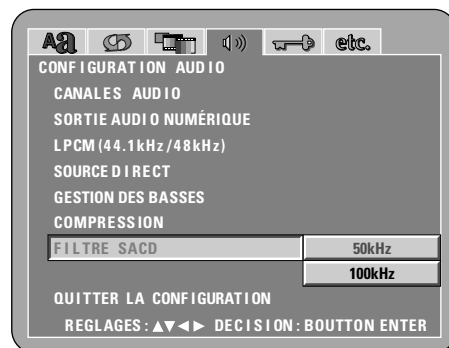 Aa etc.
CONFIGURATION AUDIO
CANALES AUDIO
SORTIE AUDIO NUMÉRIQUE
LPCM (44.1kHz/48kHz)
SOURCE DIRECT
GESTION DES BASSES
COMPRESSION
FILTRE SACD 50kHz
100kHz
QUITTER LA CONFIGURATION
REGLAGES:▲▼◄► DECISION:BOUTTON ENTER